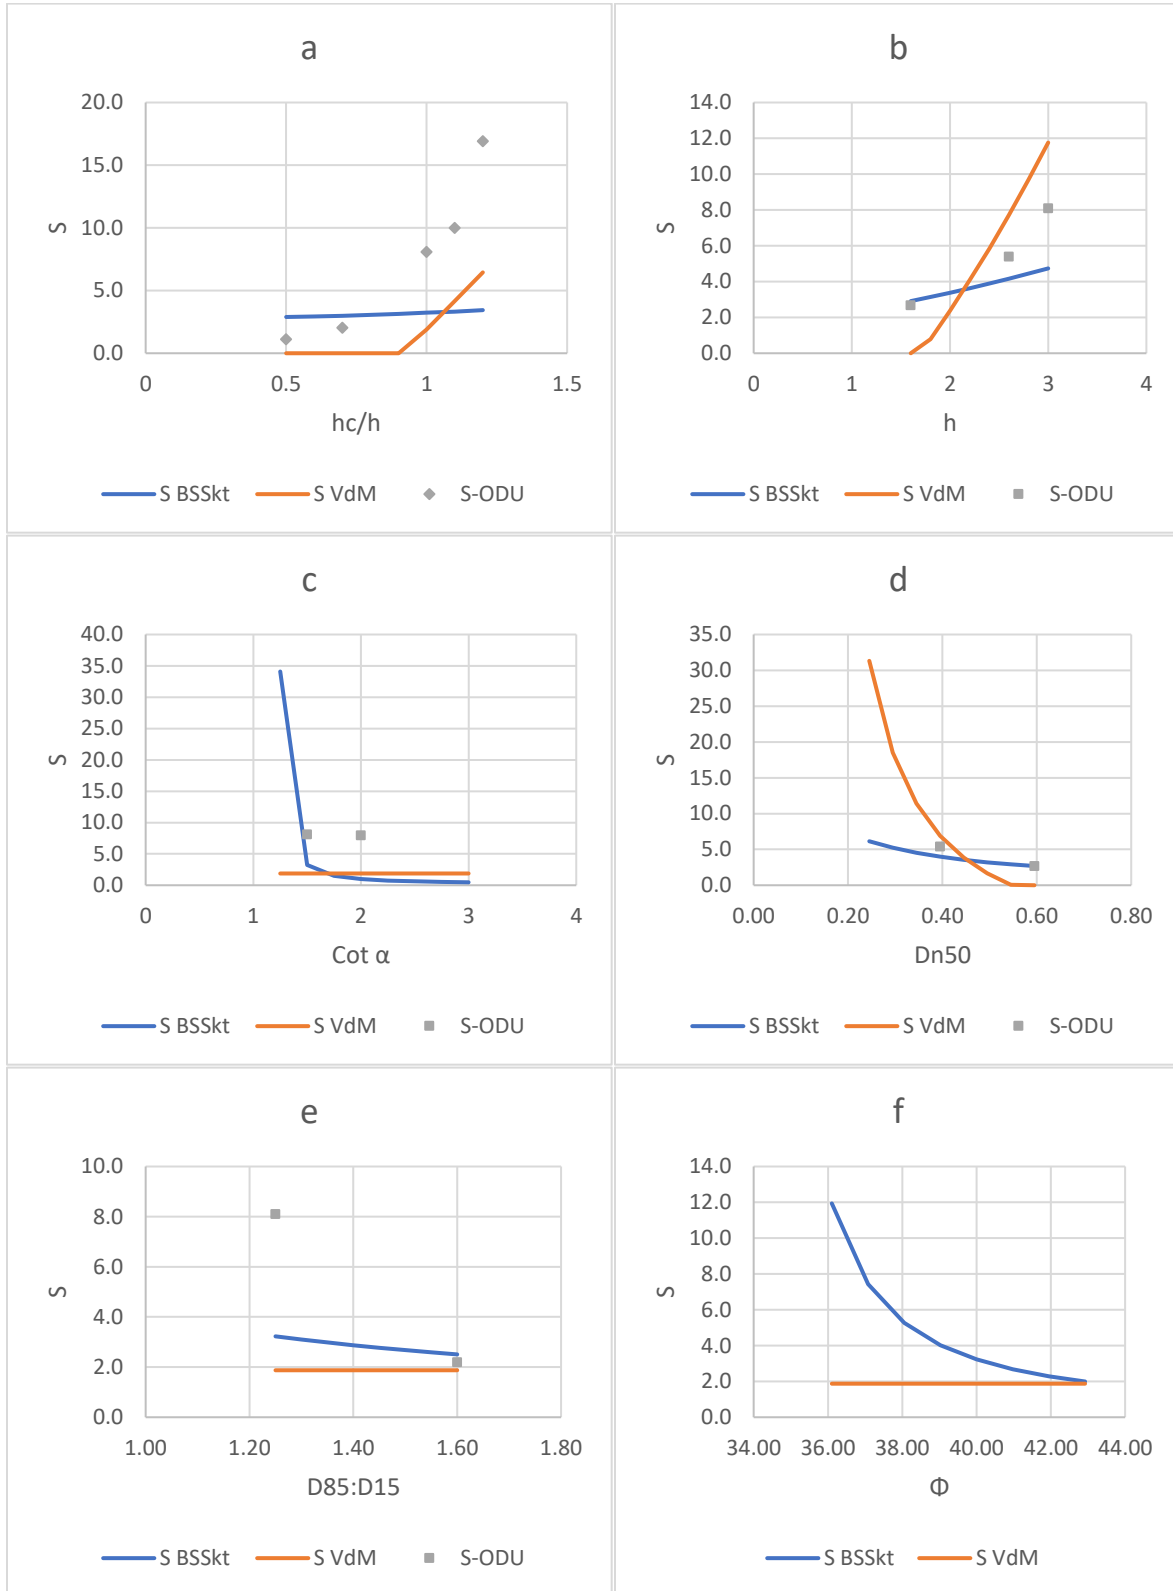 a
20.0
15.0
10.0
5.0
0.0
S
0 0.5 1 1.5
hc/h
S BSSkt S VdM S-ODU
b
14.0
12.0
10.0
8.0
6.0
4.0
2.0
0.0
S
0 1 2 3 4
h
S BSSkt S VdM S-ODU
c
40.0
35.0
30.0
25.0
20.0
15.0
10.0
5.0
0.0
S
0 1 2 3 4
Cot α
S BSSkt S VdM S-ODU
d
35.0
30.0
25.0
20.0
15.0
10.0
5.0
0.0
S
0.00 0.20 0.40 0.60 0.80
Dn50
S BSSkt S VdM S-ODU
e
10.0
8.0
6.0
4.0
2.0
0.0
S
1.00 1.20 1.40 1.60 1.80
D85:D15
S BSSkt S VdM S-ODU
f
14.0
12.0
10.0
8.0
6.0
4.0
2.0
0.0
S
34.00 36.00 38.00 40.00 42.00 44.00
Φ
S BSSkt S VdM